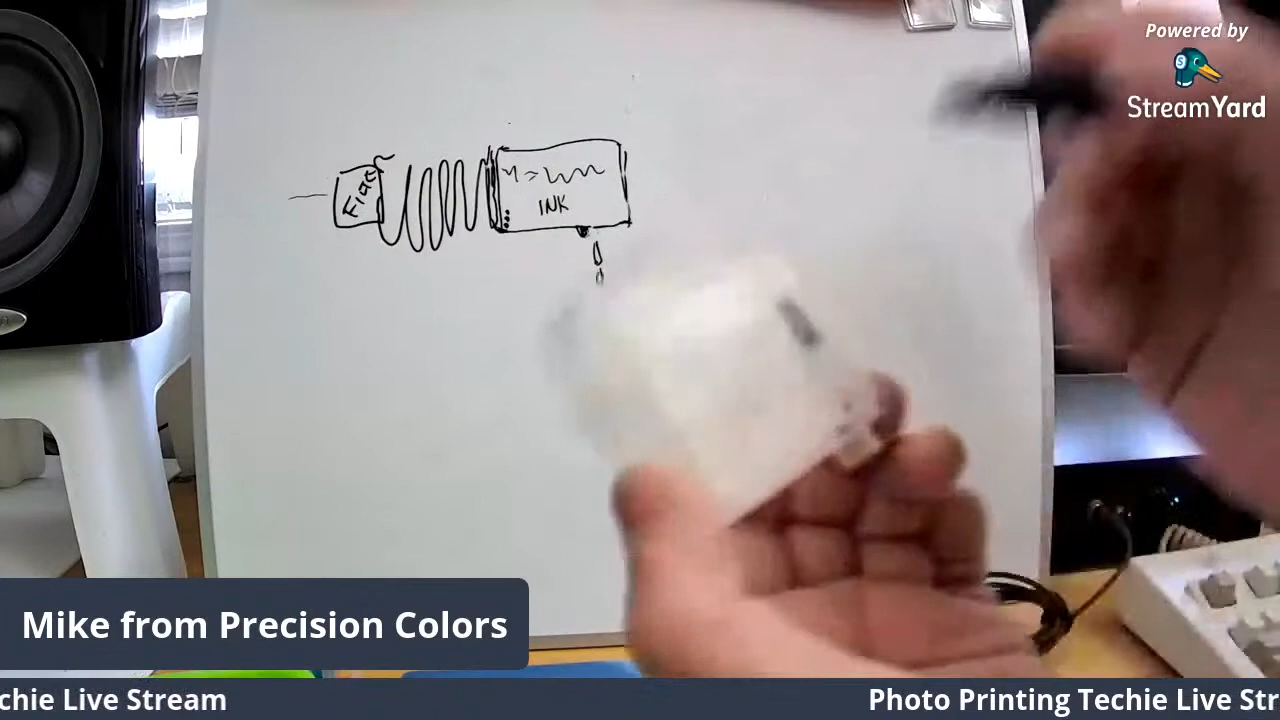 Powered by
StreamYard
INK
Mike from Precision Colors
chie Live Stream
Photo Printing Techie Live Str